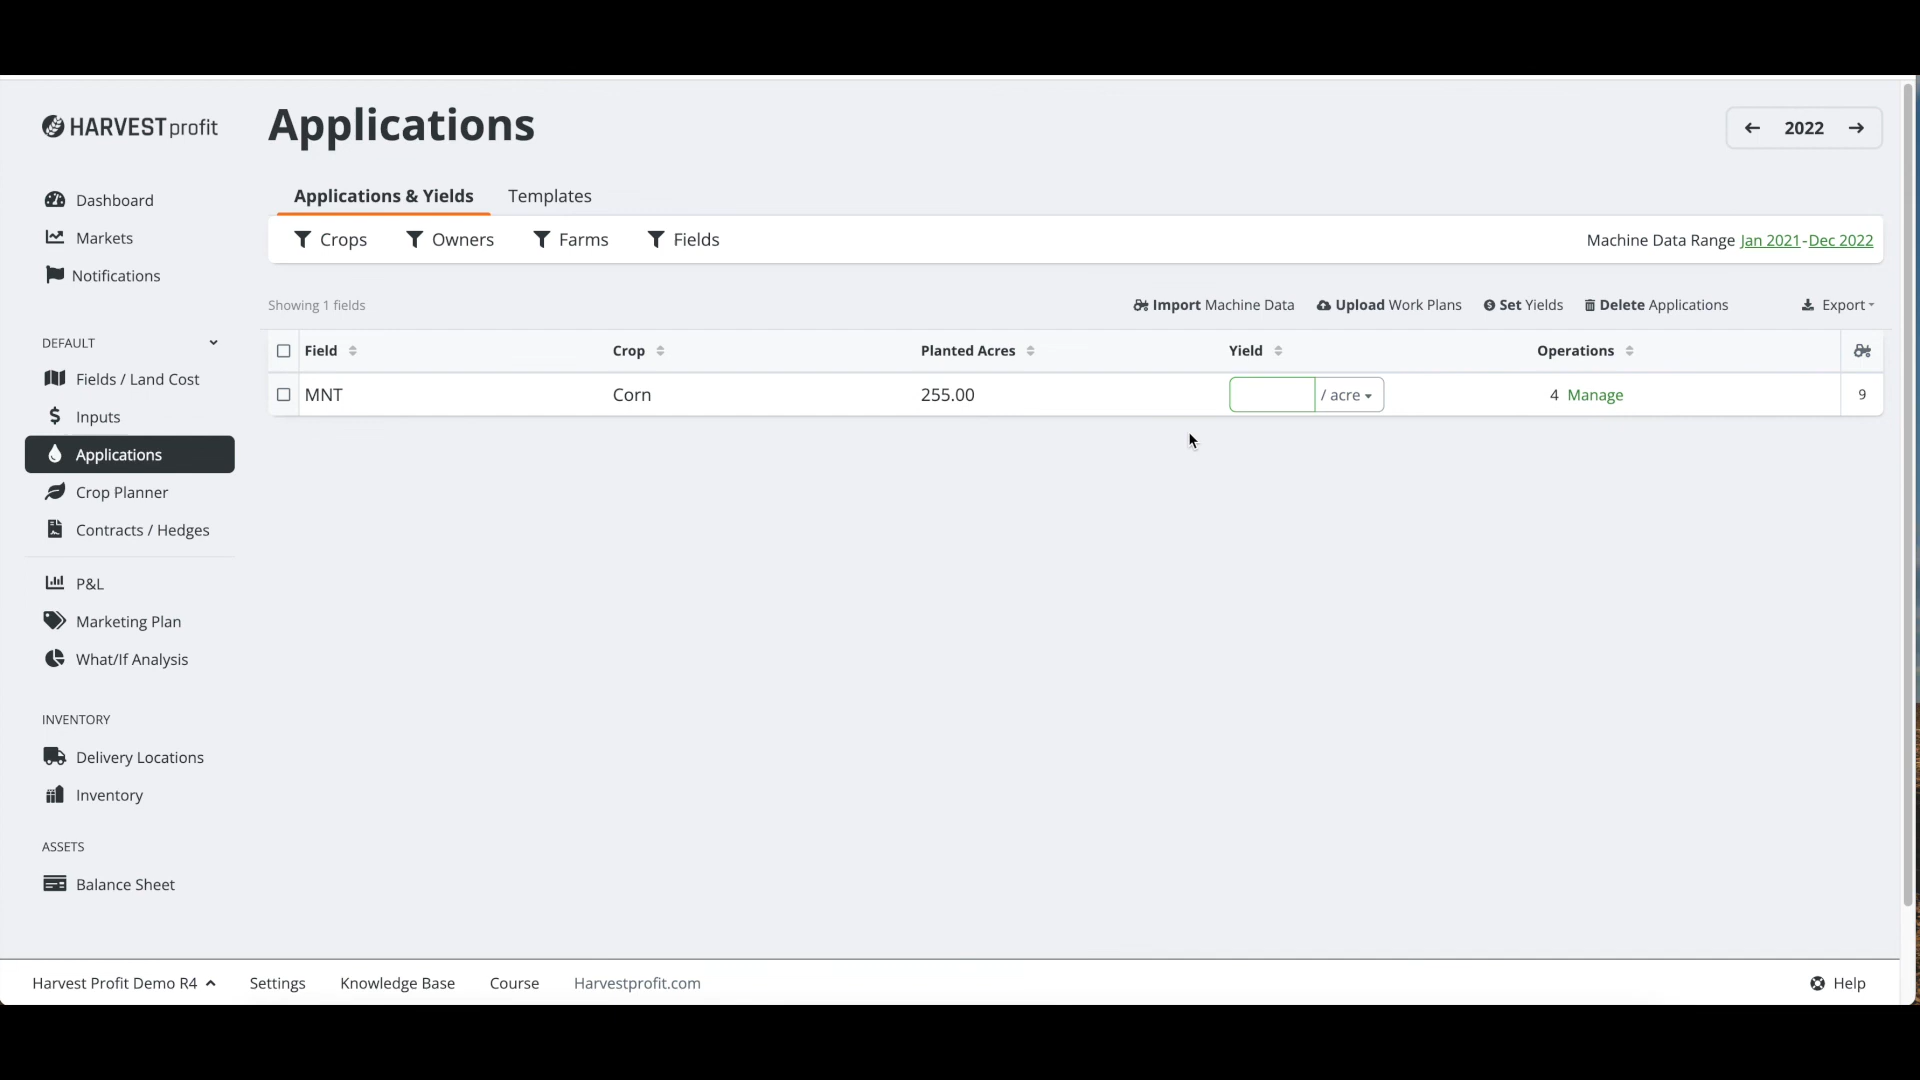 HARVEST profit
Applications
2022
Applications & Yields
Templates
Crops
Owners
Farms
Fields
Machine Data Range Jan 2021-Dec 2022
Showing 1 fields
Import Machine Data
Upload Work Plans
Set Yields
Delete Applications
Export
Field
Crop
Planted Acres
Yield
Operations
MNT
Corn
255.00
/ acre
4 Manage
9
Dashboard
Markets
Notifications
DEFAULT
Fields / Land Cost
Inputs
Applications
Crop Planner
Contracts / Hedges
P&L
Marketing Plan
What/If Analysis
INVENTORY
Delivery Locations
Inventory
ASSETS
Balance Sheet
Harvest Profit Demo R4
Settings
Knowledge Base
Course
Harvestprofit.com
Help